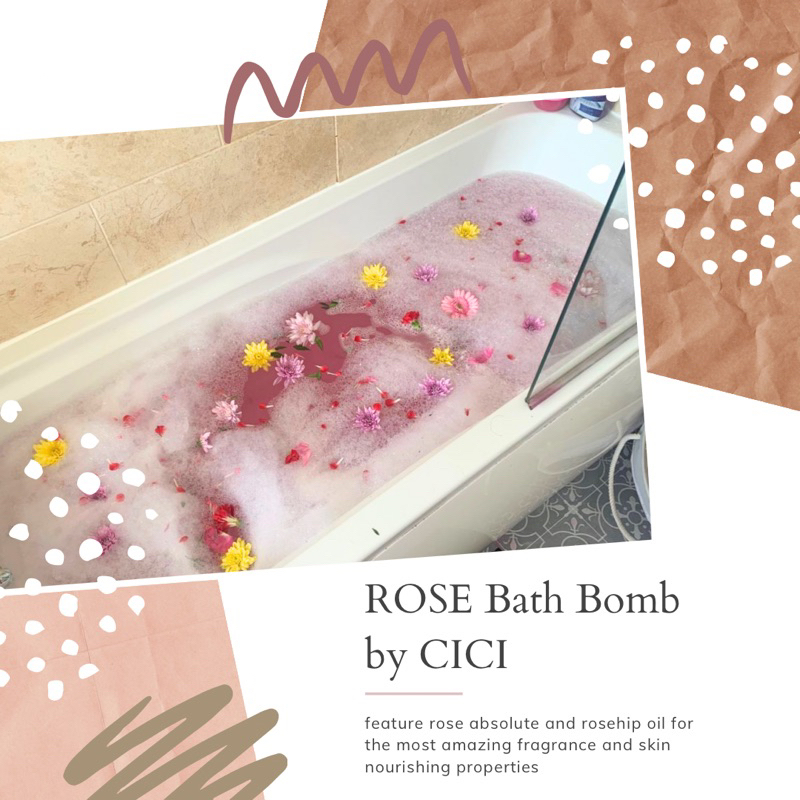 ROSE Bath Bomb
by CICI
feature rose absolute and rosehip oil for
the most amazing fragrance and skin
nourishing properties